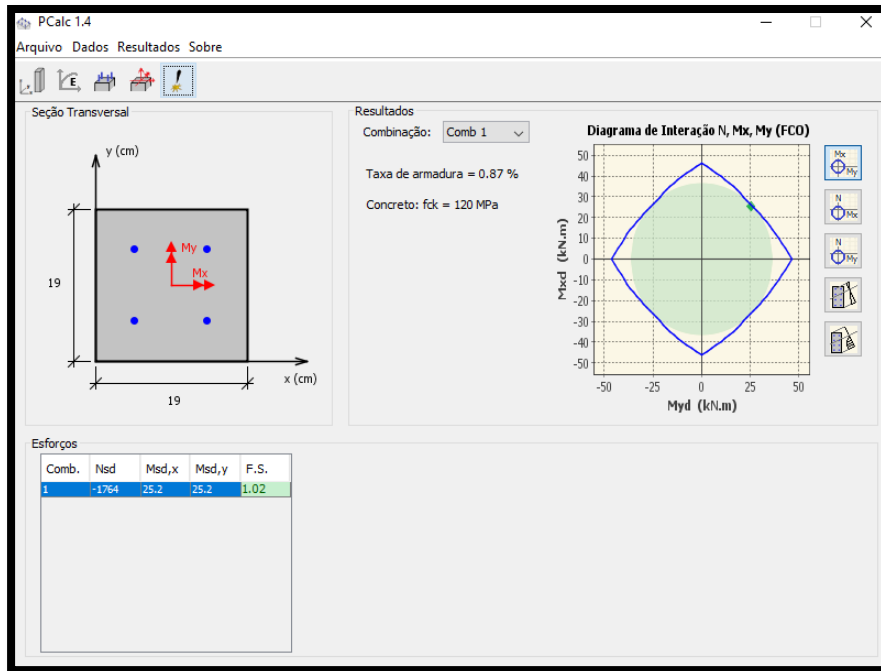 PCalc 1.4
Arquivo Dados Resultados Sobre
E
Seção Transversal
y (cm)
My
Mx
19
x (cm)
19
Resultados
Combinação: Comb 1
Taxa de armadura = 0.87 %
Concreto: fck = 120 MPa
Diagrama de Interação N, Mx, My (FCO)
50
40
30
20
10
0
-10
-20
-30
-40
-50
Mxd (kN.m)
-50 -25 0 25 50
Myd (kN.m)
Mx
My
N
Mx
N
My
Esforços
Comb. Nsd Msd,x Msd,y F.S.
1 -1764 25.2 25.2 1.02